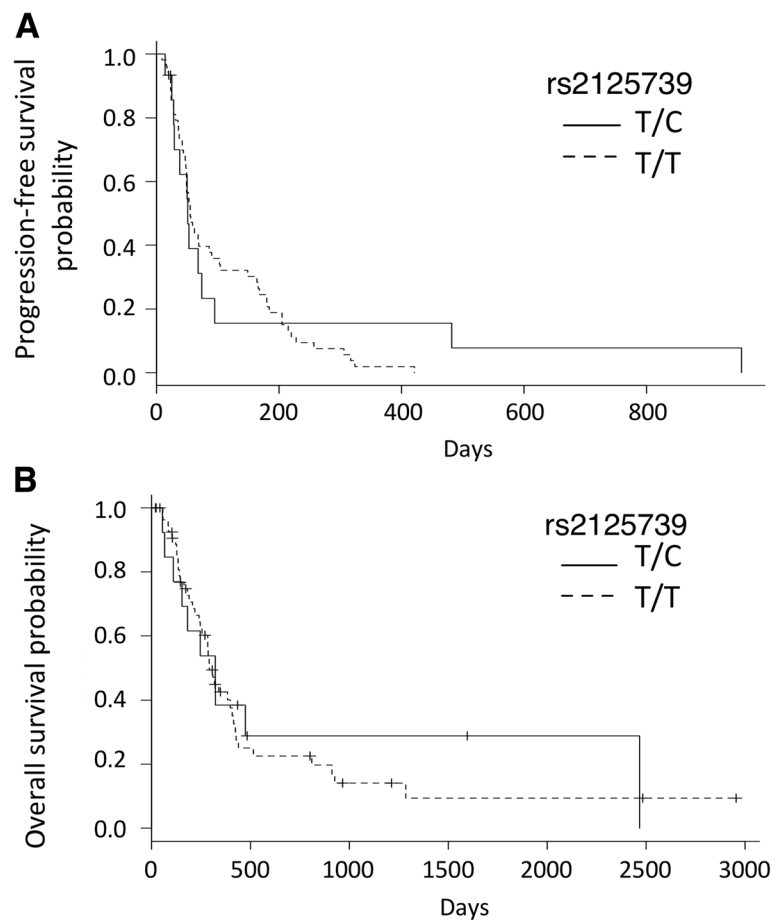 A
Progression-free survival
probability
1.0
0.8
0.6
0.4
0.2
0.0
0 200 400 600 800
Days
rs2125739
T/C
T/T
B
Overall survival probability
1.0
0.8
0.6
0.4
0.2
0.0
0 500 1000 1500 2000 2500 3000
Days
rs2125739
T/C
T/T